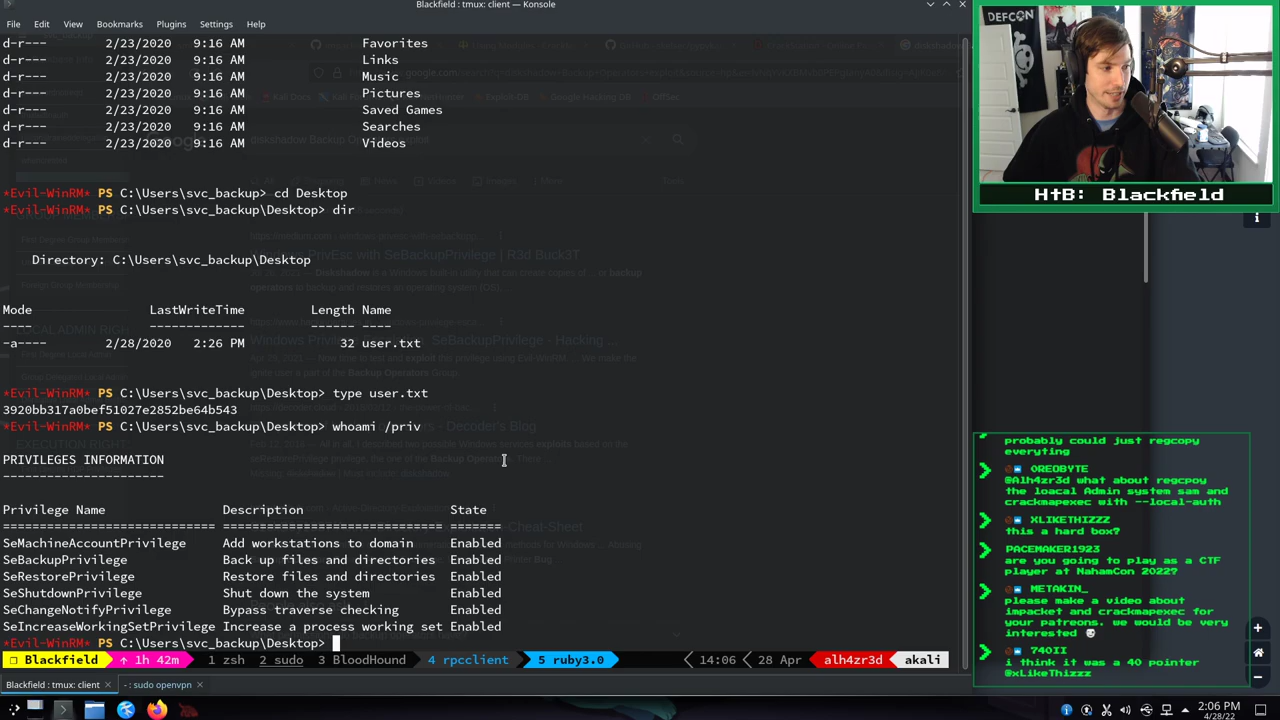 Blackfield : tmux: client — Konsole
File Edit View Bookmarks Plugins Settings Help
d-r--- 2/23/2020 9:16 AM Favorites
d-r--- 2/23/2020 9:16 AM Links
d-r--- 2/23/2020 9:16 AM Music
d-r--- 2/23/2020 9:16 AM Pictures
d-r--- 2/23/2020 9:16 AM Saved Games
d-r--- 2/23/2020 9:16 AM Searches
d-r--- 2/23/2020 9:16 AM Videos
*Evil-WinRM* PS C:\Users\svc_backup> cd Desktop
*Evil-WinRM* PS C:\Users\svc_backup\Desktop> dir
Directory: C:\Users\svc_backup\Desktop
Mode LastWriteTime Length Name
---- ------------- ------ ----
-a---- 2/28/2020 2:26 PM 32 user.txt
*Evil-WinRM* PS C:\Users\svc_backup\Desktop> type user.txt
3920bb317a0bef51027e2852be64b543
*Evil-WinRM* PS C:\Users\svc_backup\Desktop> whoami /priv
PRIVILEGES INFORMATION
----------------------
Privilege Name Description State
============================= ============================== =======
SeMachineAccountPrivilege Add workstations to domain Enabled
SeBackupPrivilege Back up files and directories Enabled
SeRestorePrivilege Restore files and directories Enabled
SeShutdownPrivilege Shut down the system Enabled
SeChangeNotifyPrivilege Bypass traverse checking Enabled
SeIncreaseWorkingSetPrivilege Increase a process working set Enabled
*Evil-WinRM* PS C:\Users\svc_backup\Desktop>
Blackfield ↑ 1h 42m 1 zsh 2 sudo 3 BloodHound 4 rpcclient 5 ruby3.0 14:06 28 Apr alh4zr3d akali
Blackfield : tmux: client - : sudo openvpn
2:06 PM
4/28/22
DEFCON
HtB: Blackfield
probably could just regcopy
everyting
OREOBYTE
@Alh4zr3d what about regcpoy
the loacal Admin system sam and
crackmapexec with --local-auth
XLIKETHIZZZ
this a hard box?
PACEMAKER1923
are you going to play as a CTF
player at NahamCon 2022?
METAKIN_
please make a video about
impacket and crackmapexec for
your patreons. we would be very
interested
740II
i think it was a 40 pointer
@xLikeThizzz